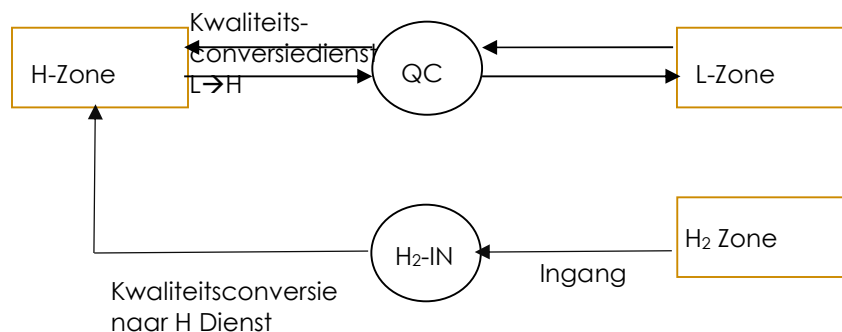 Kwaliteits-
conversiedienst
L→H
H-Zone
QC
L-Zone
H₂ Zone
H₂-IN
Ingang
Kwaliteitsconversie
naar H Dienst